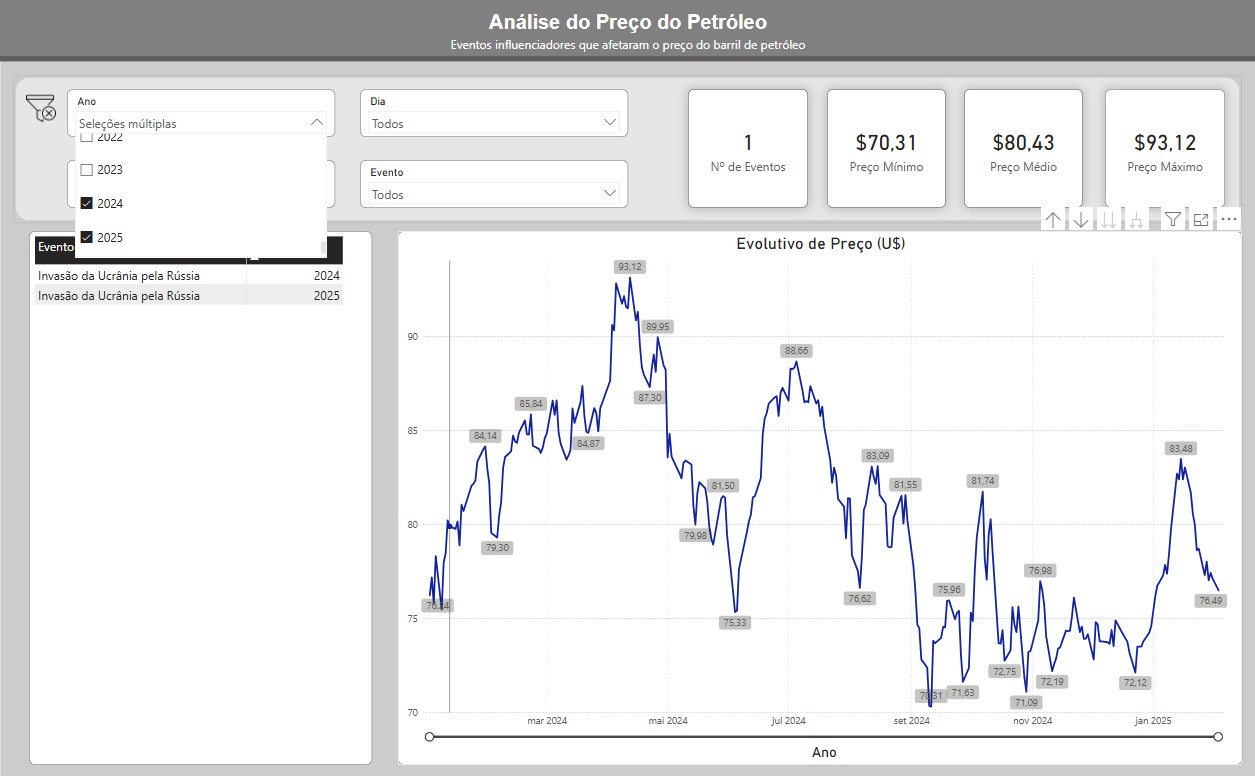 Análise do Preço do Petróleo
Eventos influenciadores que afetaram o preço do barril de petróleo
Ano
Seleções múltiplas
2022
2023
2024
2025
Dia
Todos
Evento
Todos
1
Nº de Eventos
$70,31
Preço Mínimo
$80,43
Preço Médio
$93,12
Preço Máximo
Evento
Invasão da Ucrânia pela Rússia 2024
Invasão da Ucrânia pela Rússia 2025
Evolutivo de Preço (U$)
93,12
89,95
90
88,66
87,30
85,84
85
84,14
84,87
83,48
83,09
81,50
81,55
81,74
80
79,98
79,30
76,98
76,62
75,96
76,49
75
75,33
72,75
72,19
72,12
70,31
71,63
71,09
70
mar 2024
mai 2024
jul 2024
set 2024
nov 2024
jan 2025
Ano